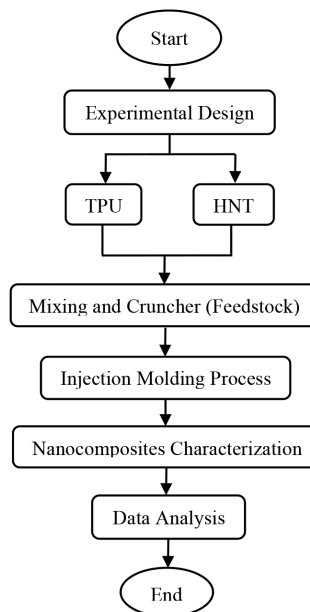 Start
Experimental Design
TPU
HNT
Mixing and Cruncher (Feedstock)
Injection Molding Process
Nanocomposites Characterization
Data Analysis
End